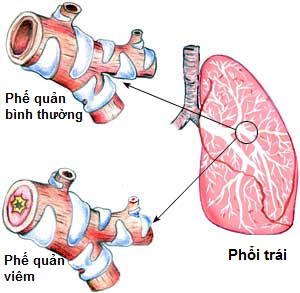 Phế quản
bình thường
Phế quản
viêm
Phổi trái